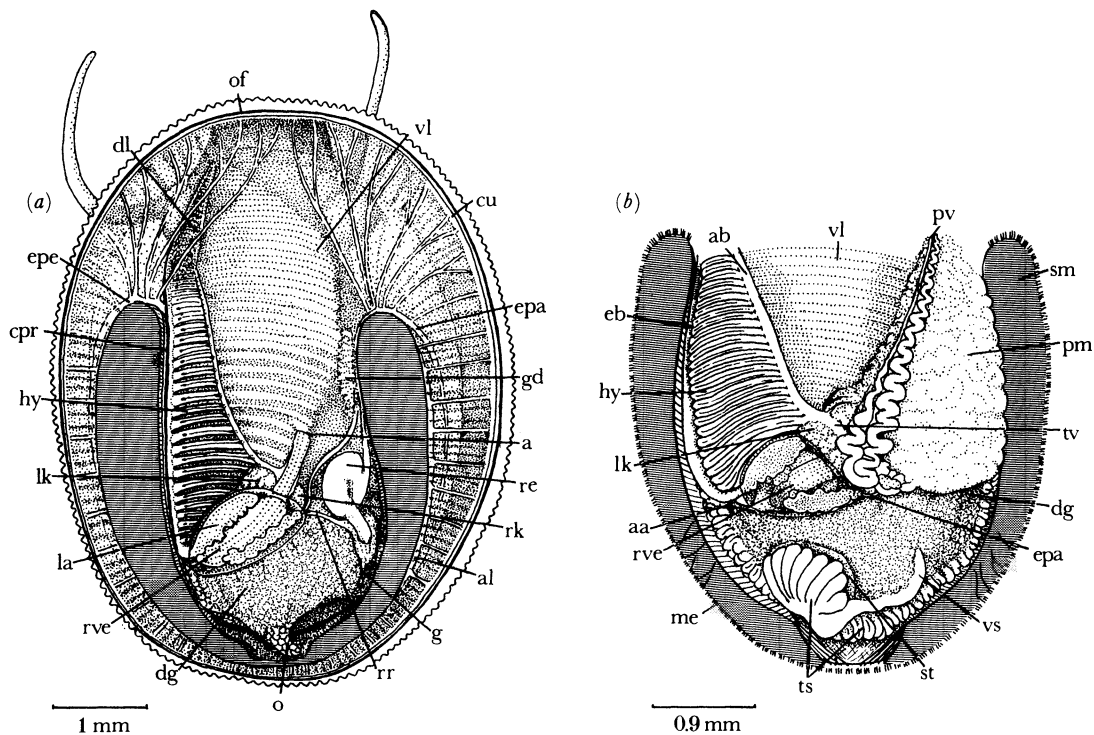 of
dl
vl
(a)
cu
epe
epa
cpr
gd
hy
a
lk
re
rk
la
al
rve
g
dg
rr
o
1 mm
(b)
ab
vl
pv
sm
eb
pm
hy
tv
lk
dg
aa
rve
epa
me
vs
st
ts
0.9 mm